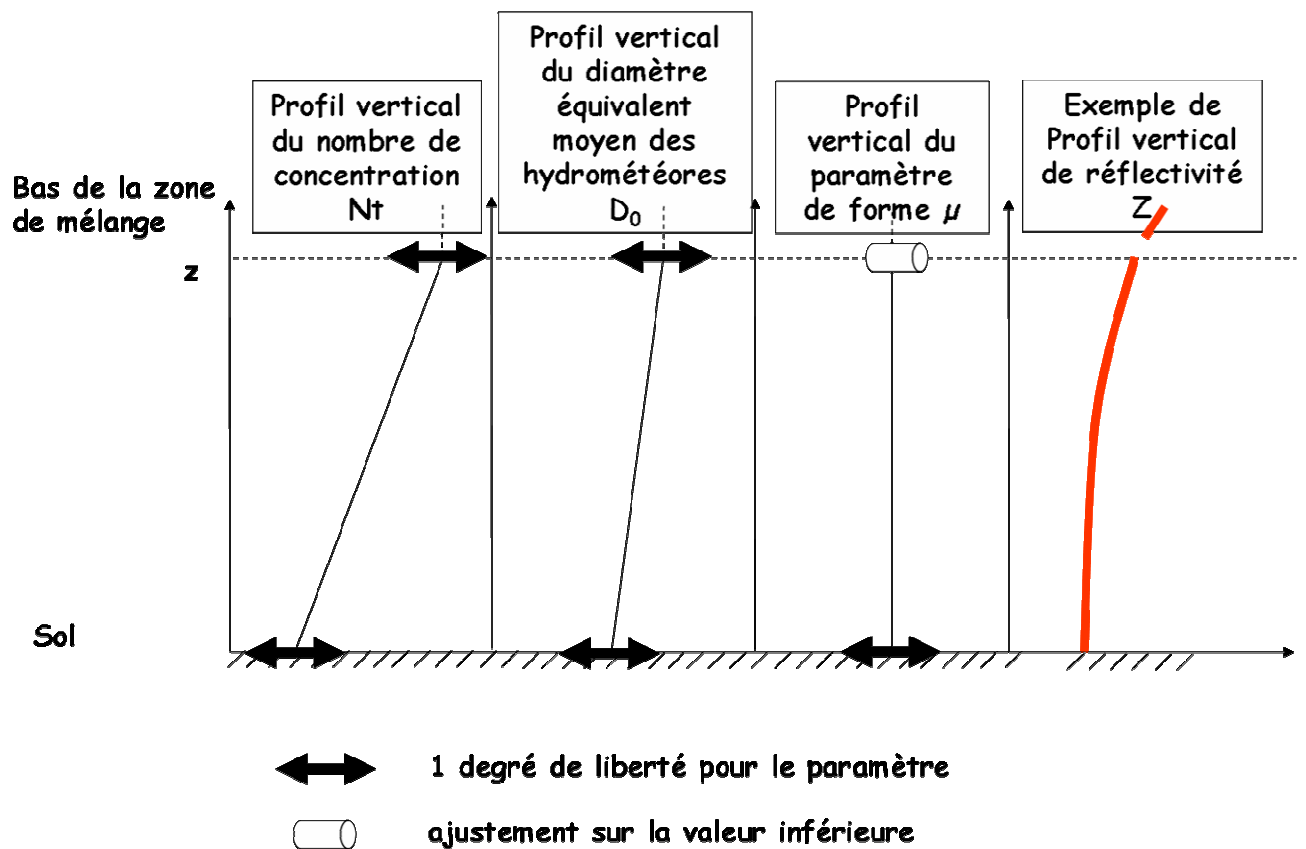 Profil vertical
du nombre de
concentration
Nt
Profil vertical
du diamètre
équivalent
moyen des
hydrométéores
D₀
Profil
vertical du
paramètre
de forme μ
Exemple de
Profil vertical
de réflectivité
Z
Bas de la zone
de mélange
z
Sol
1 degré de liberté pour le paramètre
ajustement sur la valeur inférieure